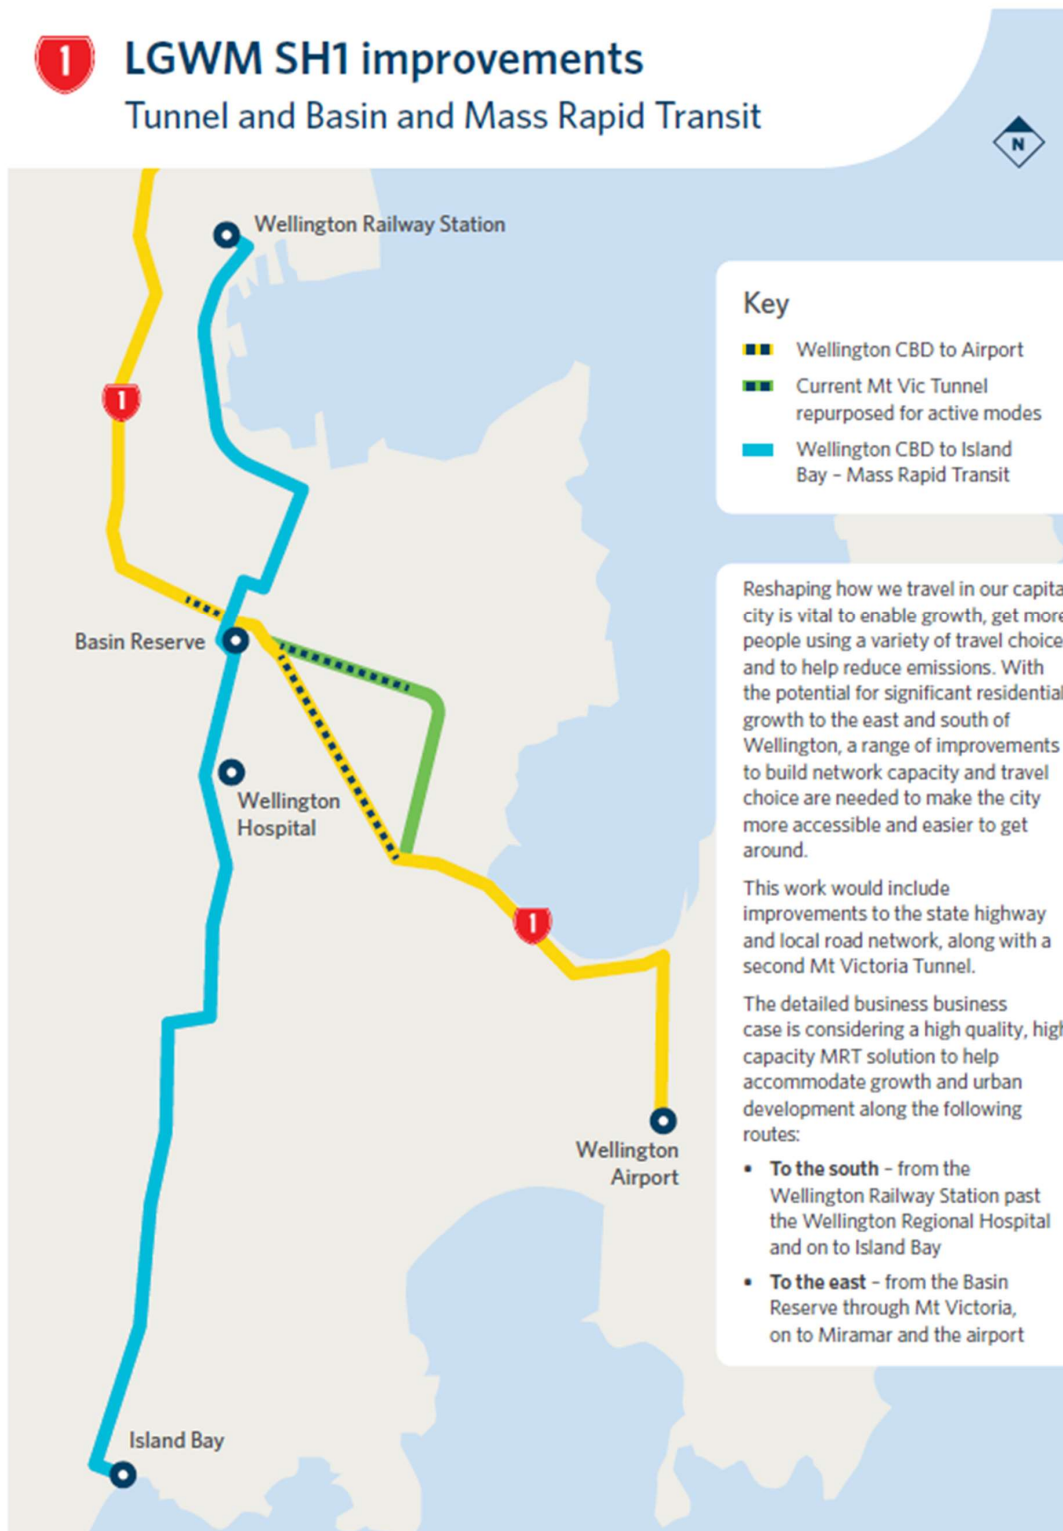 1
LGWM SH1 improvements
Tunnel and Basin and Mass Rapid Transit
N
Wellington Railway Station
Key
Wellington CBD to Airport
Current Mt Vic Tunnel
repurposed for active modes
Wellington CBD to Island
Bay – Mass Rapid Transit
1
Basin Reserve
Wellington
Hospital
1
Wellington
Airport
Island Bay
Reshaping how we travel in our capita
city is vital to enable growth, get more
people using a variety of travel choice
and to help reduce emissions. With
the potential for significant residential
growth to the east and south of
Wellington, a range of improvements
to build network capacity and travel
choice are needed to make the city
more accessible and easier to get
around.
This work would include
improvements to the state highway
and local road network, along with a
second Mt Victoria Tunnel.
The detailed business business
case is considering a high quality, high
capacity MRT solution to help
accommodate growth and urban
development along the following
routes:
• To the south – from the
Wellington Railway Station past
the Wellington Regional Hospital
and on to Island Bay
• To the east – from the Basin
Reserve through Mt Victoria,
on to Miramar and the airport